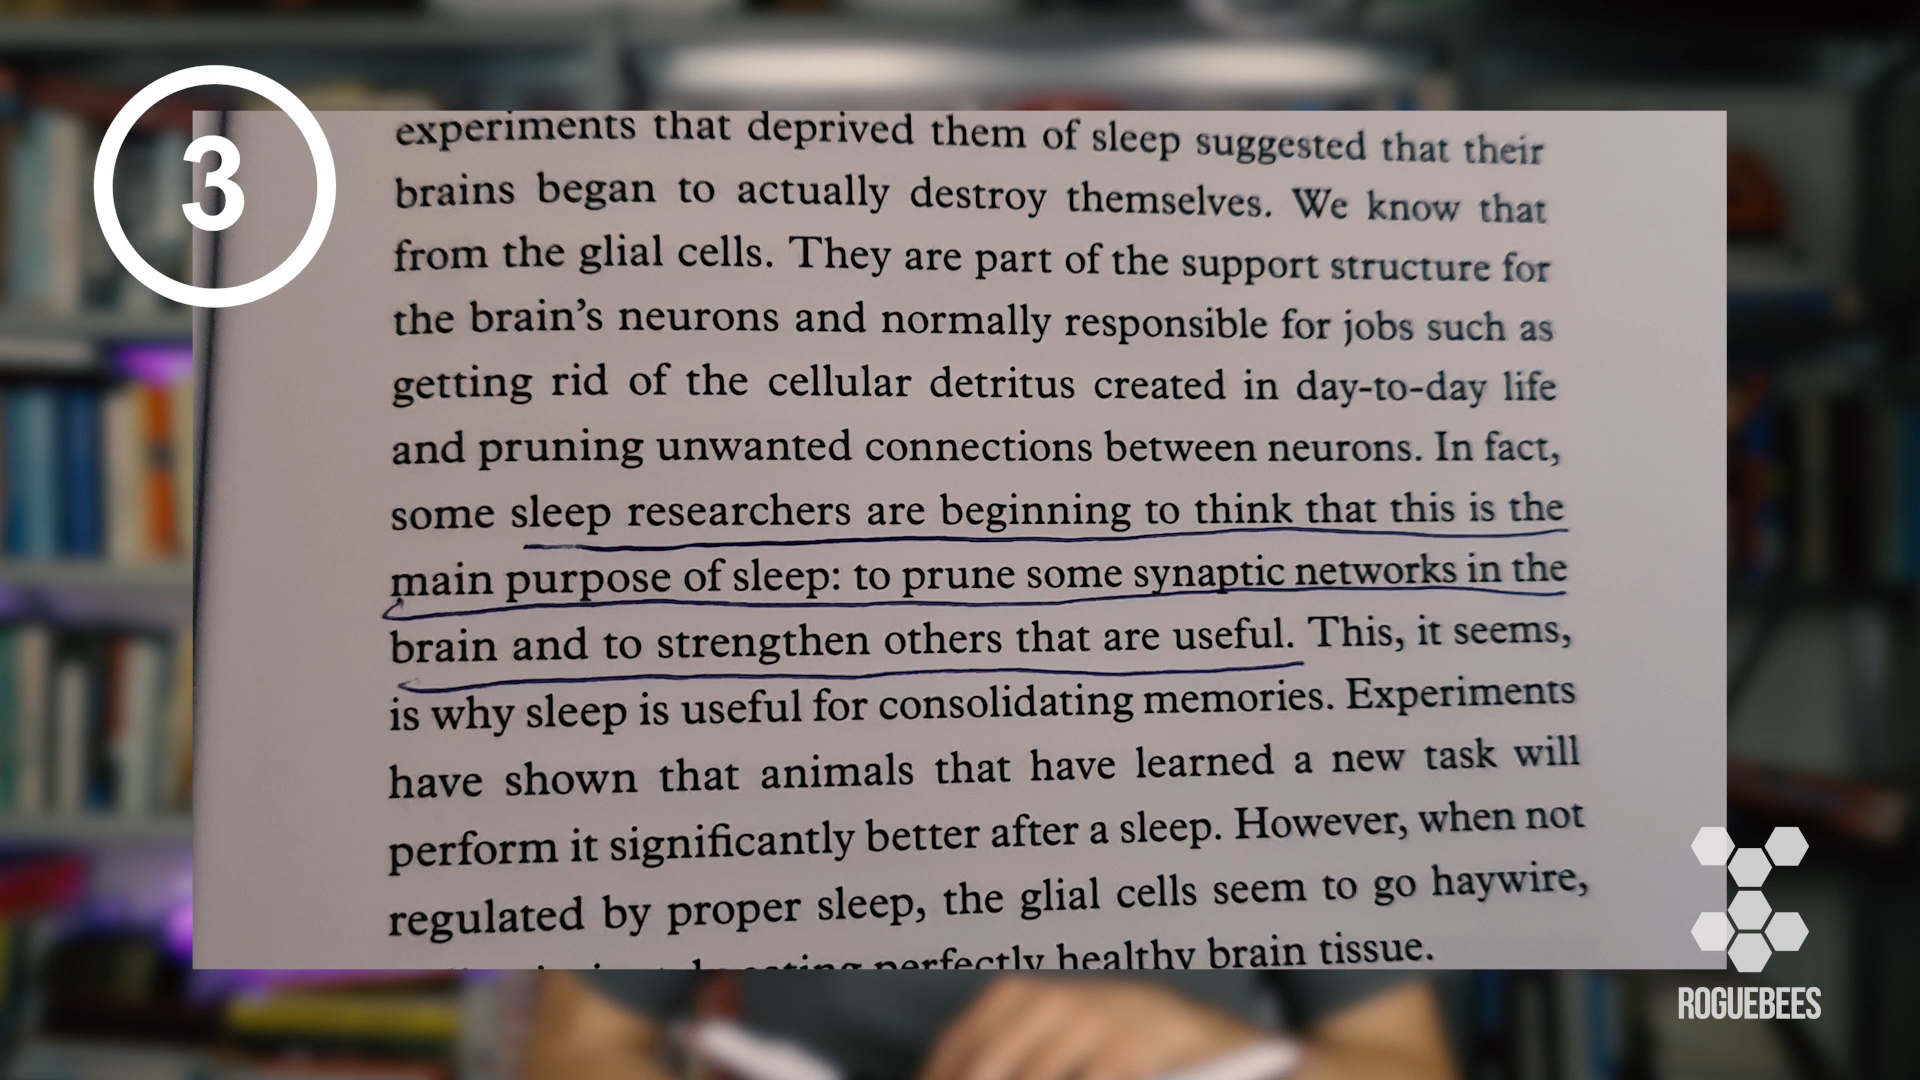 3
experiments that deprived them of sleep suggested that their
brains began to actually destroy themselves. We know that
from the glial cells. They are part of the support structure for
the brain’s neurons and normally responsible for jobs such as
getting rid of the cellular detritus created in day-to-day life
and pruning unwanted connections between neurons. In fact,
some sleep researchers are beginning to think that this is the
main purpose of sleep: to prune some synaptic networks in the
brain and to strengthen others that are useful. This, it seems,
is why sleep is useful for consolidating memories. Experiments
have shown that animals that have learned a new task will
perform it significantly better after a sleep. However, when not
regulated by proper sleep, the glial cells seem to go haywire,
perfectly healthy brain tissue.
ROGUEBEES